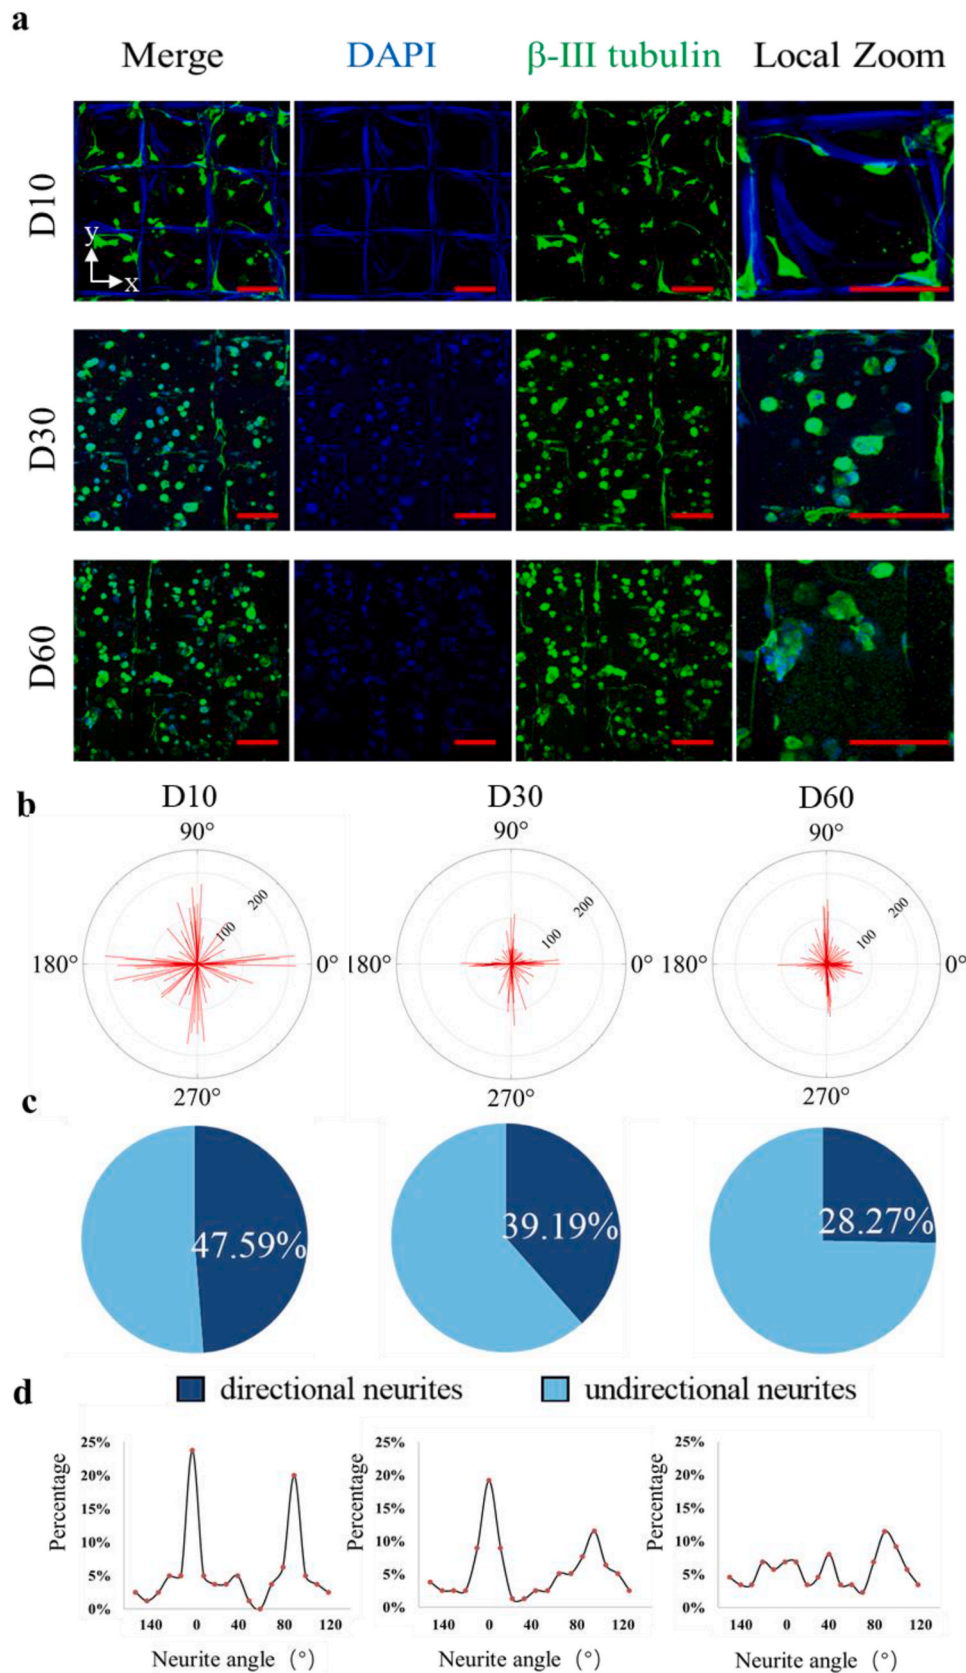 a
Merge DAPI β-III tubulin Local Zoom
D10
y
x
D30
D60
b
D10 D30 D60
90° 90° 90°
200 200 200
100 100 100
180° 0° 180° 0° 180° 0°
270° 270° 270°
c
47.59% 39.19% 28.27%
directional neurites undirectional neurites
d
25% 25% 25%
20% 20% 20%
15% 15% 15%
10% 10% 10%
5% 5% 5%
0% 0% 0%
Percentage Percentage Percentage
140 0 40 80 120 140 0 40 80 120 140 0 40 80 120
Neurite angle (°) Neurite angle (°) Neurite angle (°)